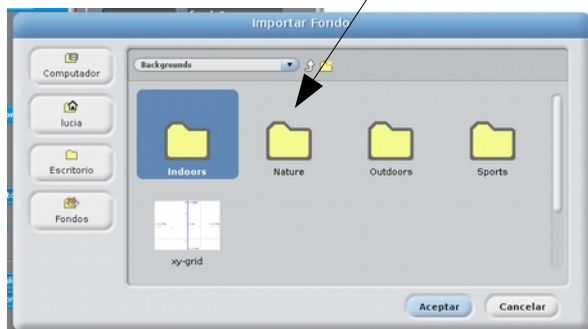 Importar Fondo
Computador
lucia
Escritorio
Fondos
Backgrounds
Indoors
Nature
Outdoors
Sports
xy-grid
Aceptar
Cancelar